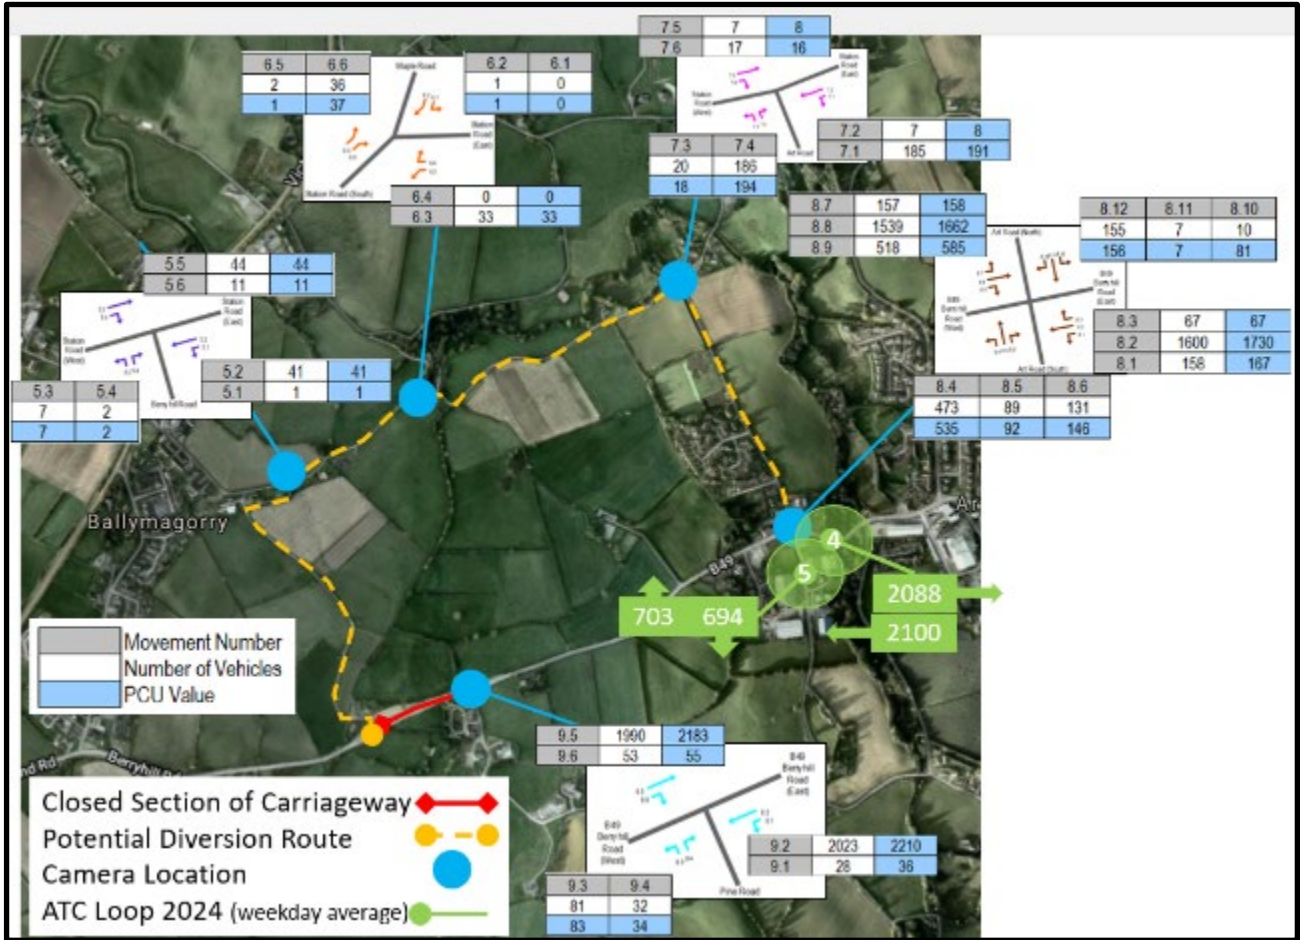 7.5 7 8
7.6 17 16
6.5 6.6
2 36
1 37
Maple Road
6.2 6.1
1 0
1 0
Station Road (East)
Station Road (South)
6.4 0 0
6.3 33 33
Station Road (East)
Station Road (West)
Art Road
7.2 7 8
7.1 185 191
7.3 7.4
20 186
18 194
8.7 157 158
8.8 1539 1662
8.9 518 585
8.12 8.11 8.10
155 7 10
156 7 81
Art Road (North)
B49 Berryhill Road (East)
B49 Berryhill Road (West)
Art Road (South)
8.3 67 67
8.2 1600 1730
8.1 158 167
8.4 8.5 8.6
473 89 131
535 92 146
5.5 44 44
5.6 11 11
Station Road (East)
Station Road (West)
Berryhill Road
5.2 41 41
5.1 1 1
5.3 5.4
7 2
7 2
Ballymagorry
B49
4
5
703 694
2088
2100
Movement Number
Number of Vehicles
PCU Value
Berryhill
9.5 1990 2183
9.6 53 55
B49 Berryhill Road (East)
B49 Berryhill Road (West)
Pine Road
9.2 2023 2210
9.1 28 36
9.3 9.4
81 32
83 34
Closed Section of Carriageway
Potential Diversion Route
Camera Location
ATC Loop 2024 (weekday average)